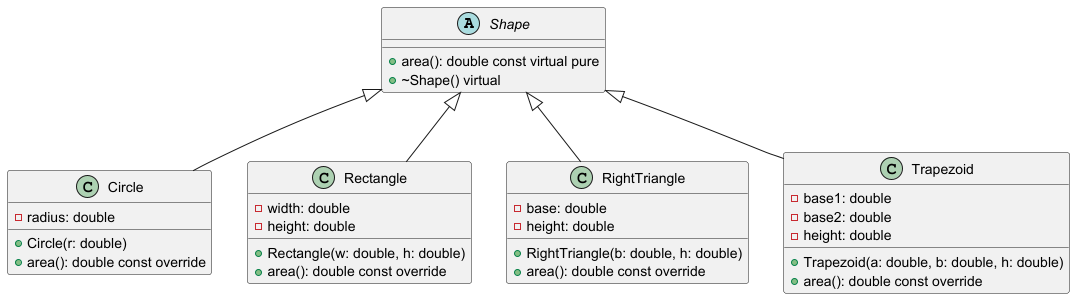 A Shape
area(): double const virtual pure
~Shape() virtual
C Circle
radius: double
Circle(r: double)
area(): double const override
C Rectangle
width: double
height: double
Rectangle(w: double, h: double)
area(): double const override
C RightTriangle
base: double
height: double
RightTriangle(b: double, h: double)
area(): double const override
C Trapezoid
base1: double
base2: double
height: double
Trapezoid(a: double, b: double, h: double)
area(): double const override